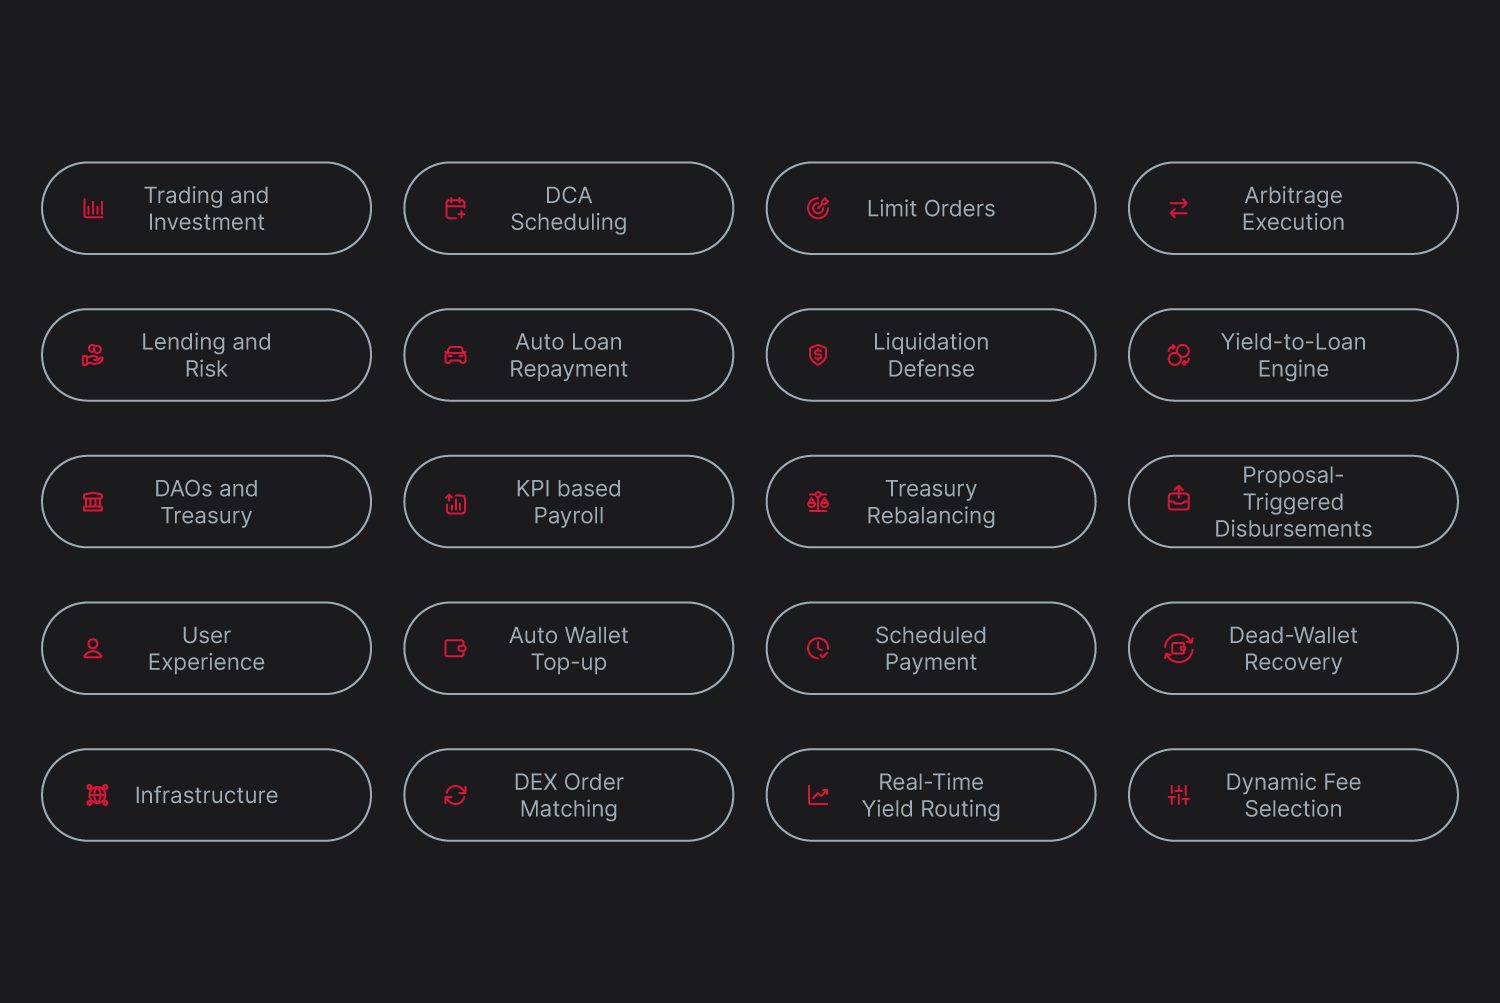 Trading and
Investment
DCA
Scheduling
Limit Orders
Arbitrage
Execution
Lending and
Risk
Auto Loan
Repayment
Liquidation
Defense
Yield-to-Loan
Engine
DAOs and
Treasury
KPI based
Payroll
Treasury
Rebalancing
Proposal-
Triggered
Disbursements
User
Experience
Auto Wallet
Top-up
Scheduled
Payment
Dead-Wallet
Recovery
Infrastructure
DEX Order
Matching
Real-Time
Yield Routing
Dynamic Fee
Selection